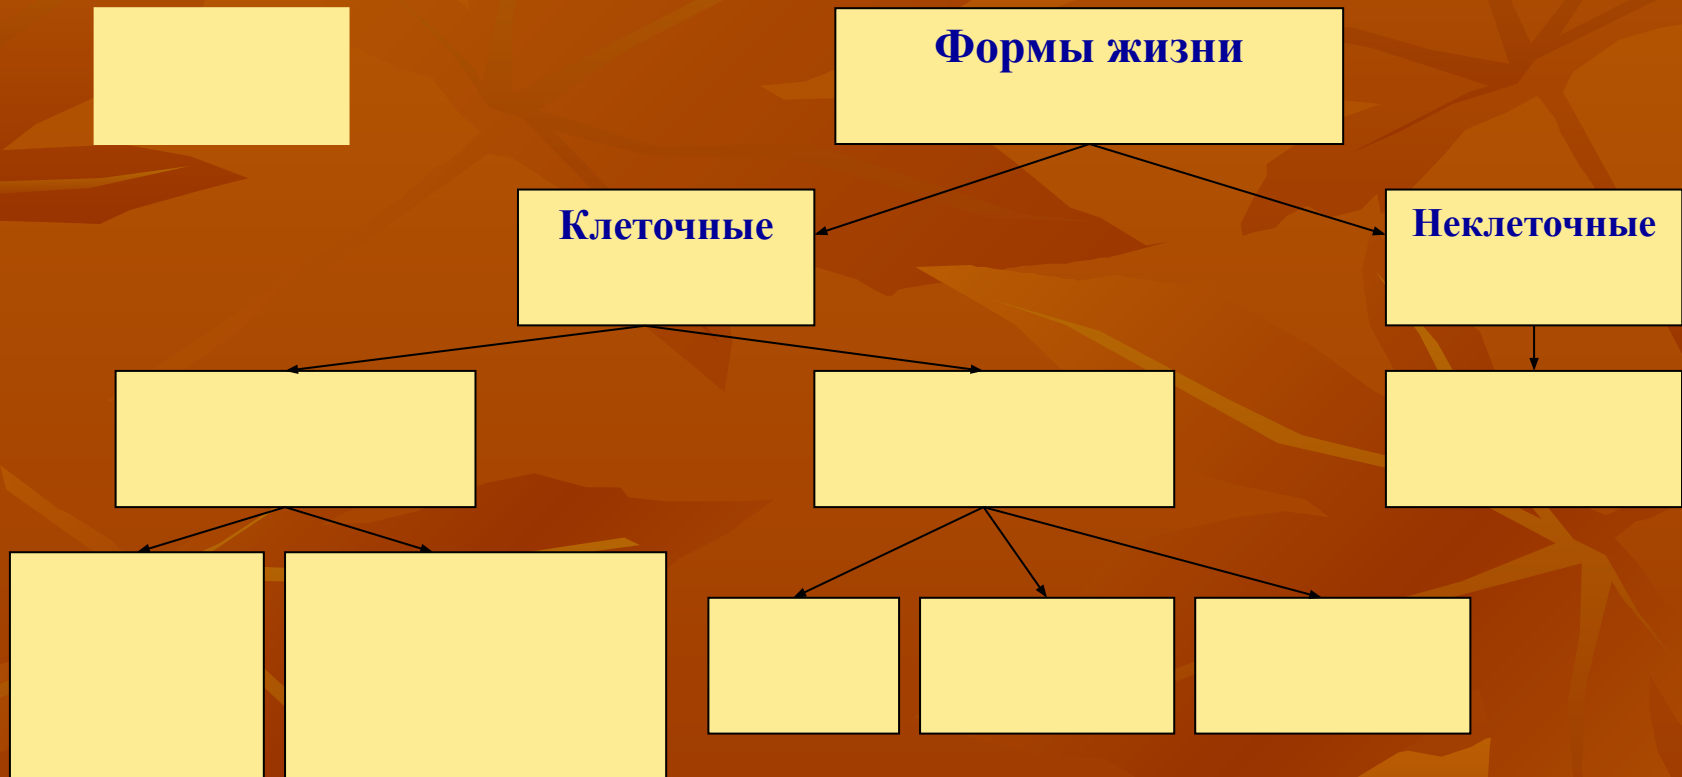 Формы жизни
Клеточные
Неклеточные